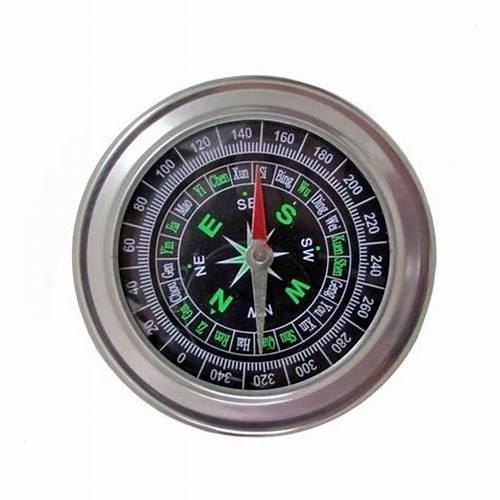 0
20
40
60
80
100
120
140
160
180
200
220
240
260
280
300
320
340
Zi
Gui
Chou
Gen
Yin
Jia
Mao
Yi
Chen
Xun
Si
Bing
Wu
Ding
Wei
Kuen
Shen
Geng
You
Xin
Shu
Qian
Hai
Ren
N
NE
E
SE
S
SW
W
NW